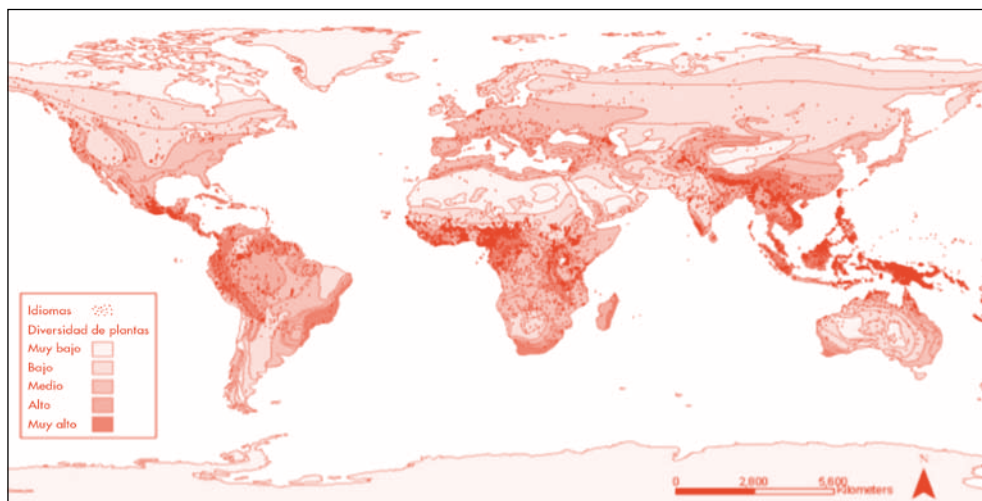 Idiomas
Diversidad de plantas
Muy bajo
Bajo
Medio
Alto
Muy alto
N
0 2,800 5,600
Kilometers